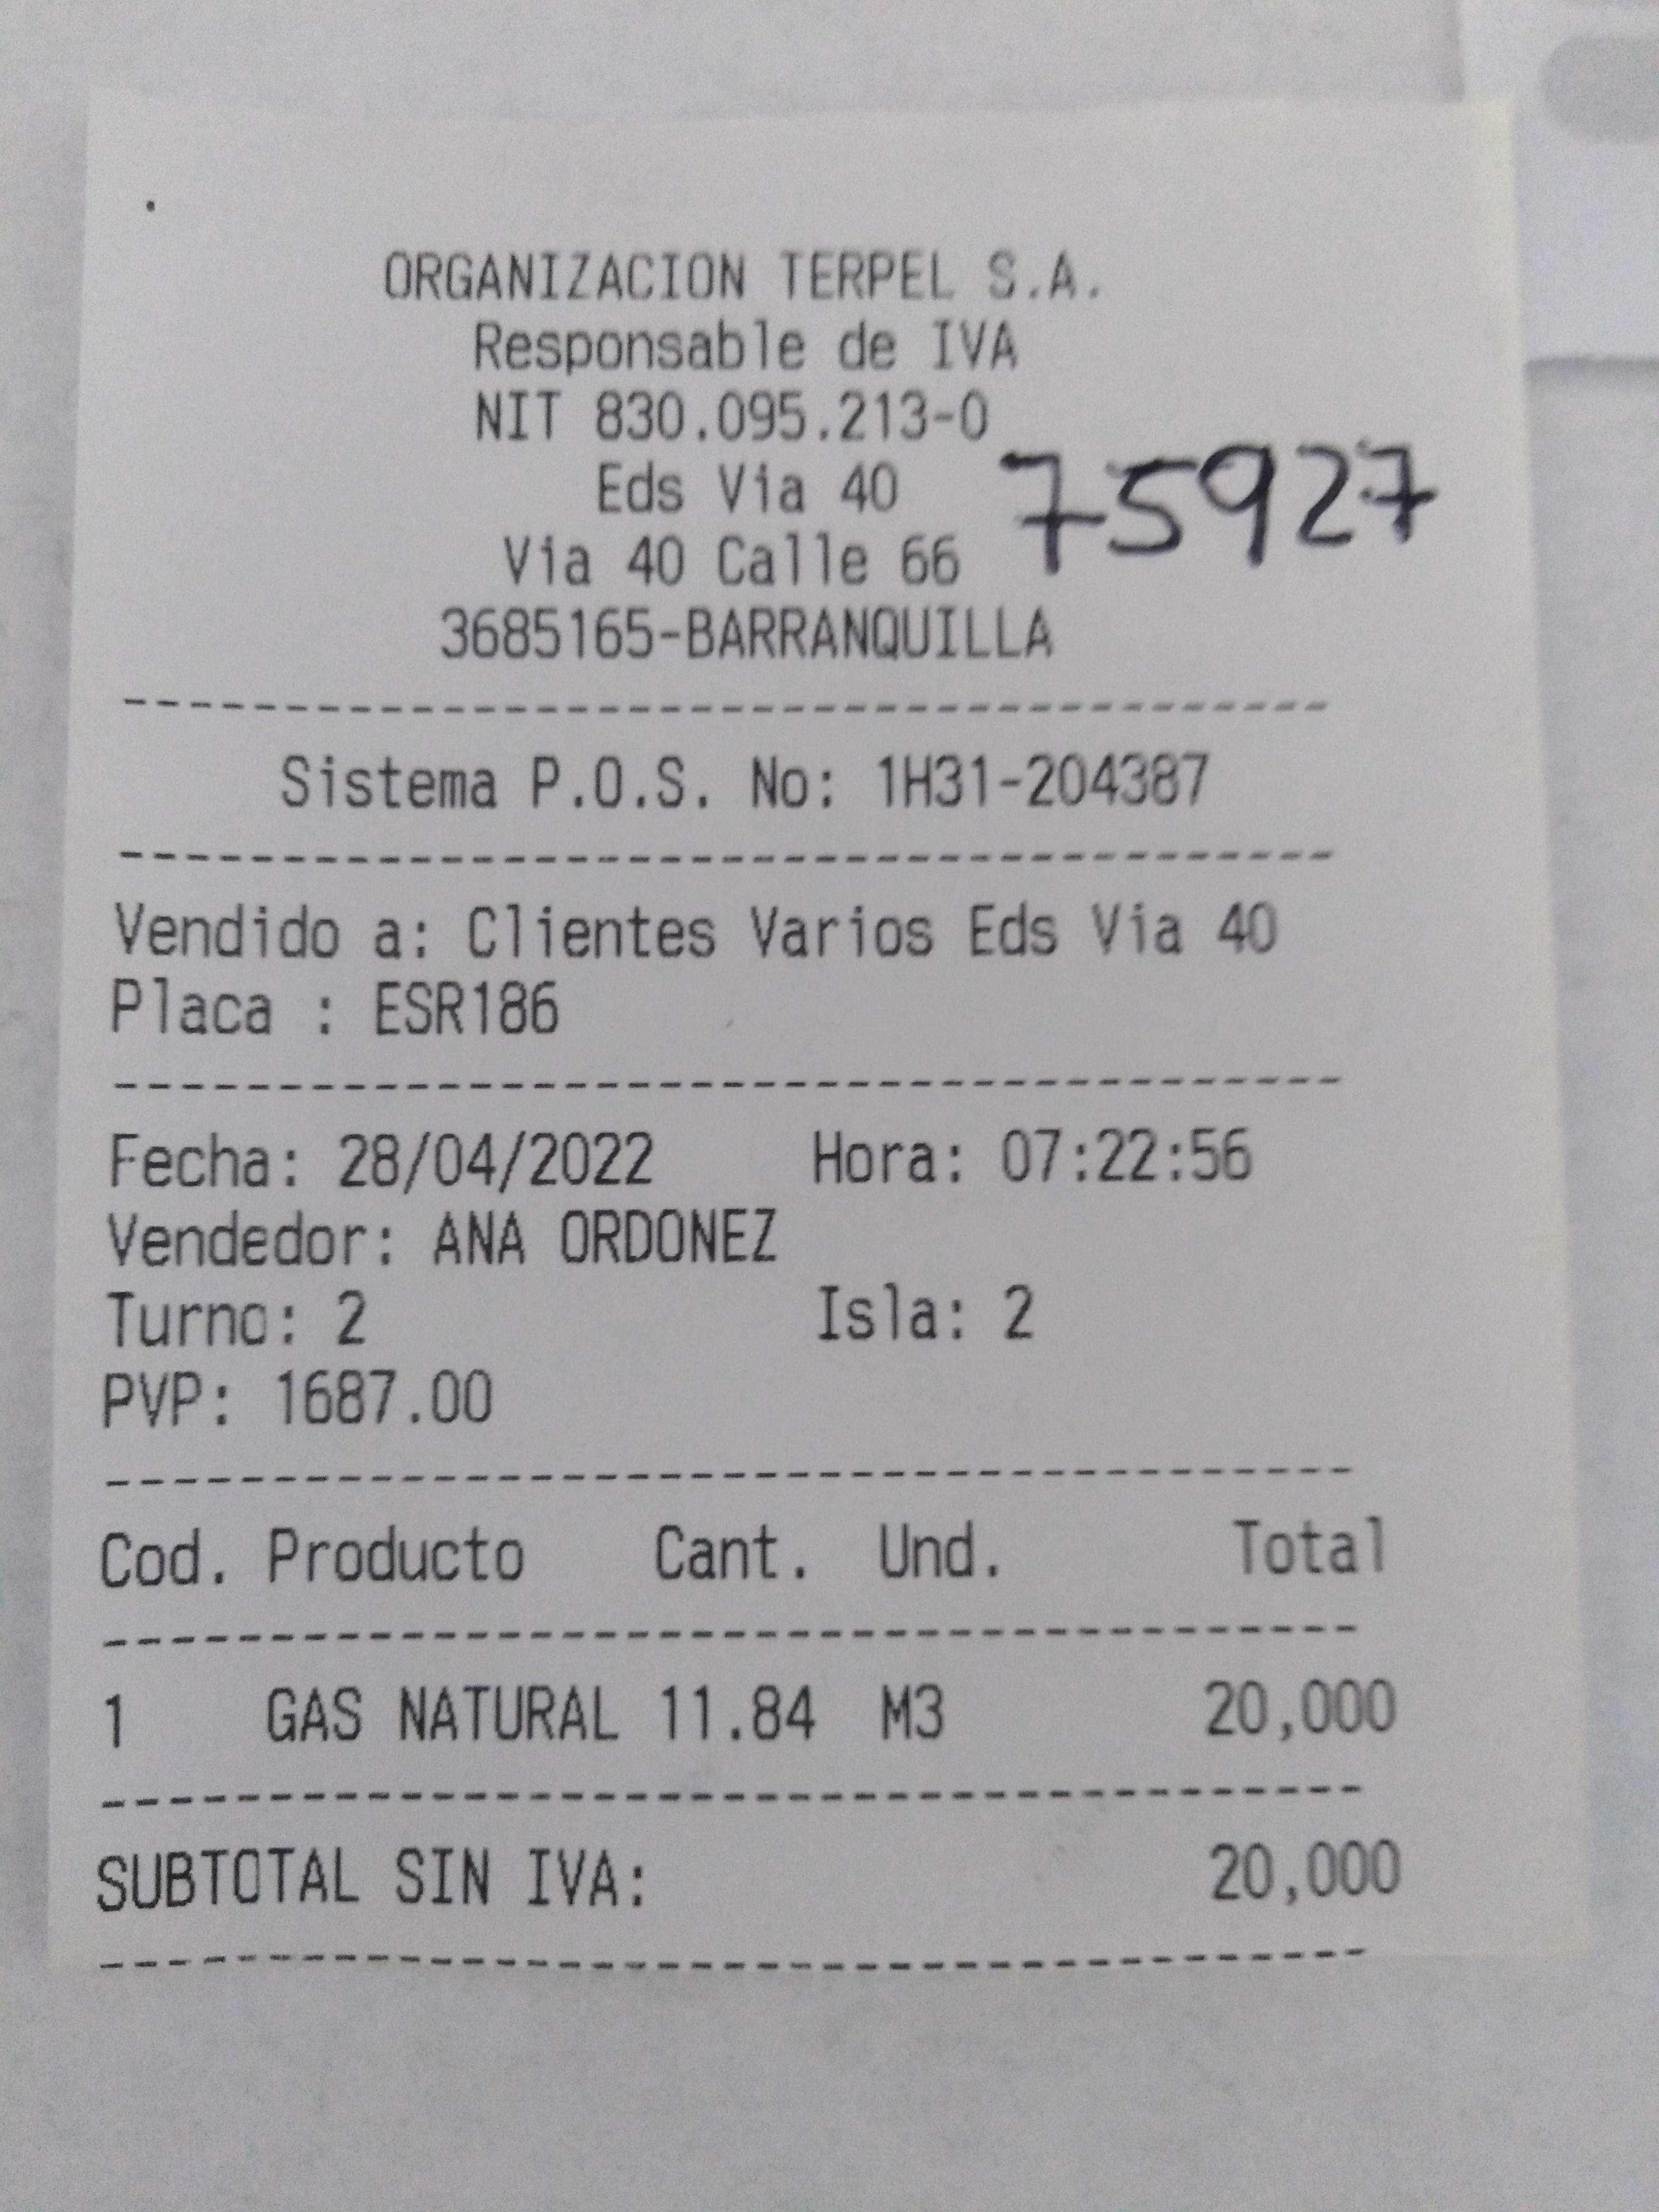 ORGANIZACION TERPEL S.A.
Responsable de IVA
NIT 830.095.213-0
Eds Via 40
75927
Via 40 Calle 66
3685165-BARRANQUILLA
Sistema P.O.S. No: 1H31-204387
Vendido a: Clientes Varios Eds Via 40
Placa : ESR186
Fecha: 28/04/2022 Hora: 07:22:56
Vendedor: ANA ORDONEZ
Turno: 2 Isla: 2
PVP: 1687.00
Cod. Producto Cant. Und. Total
1 GAS NATURAL 11.84 M3 20,000
SUBTOTAL SIN IVA: 20,000